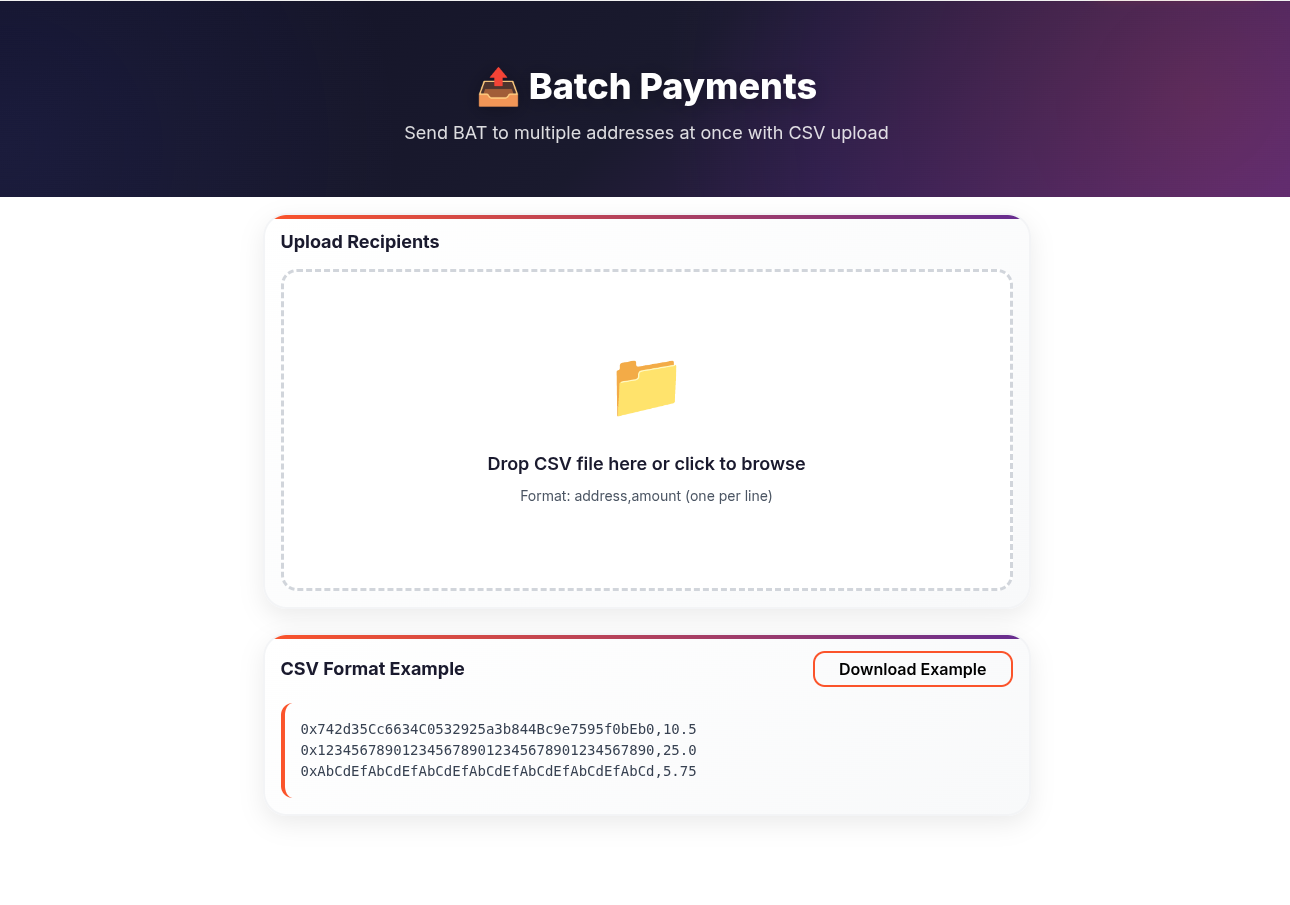 Batch Payments
Send BAT to multiple addresses at once with CSV upload
Upload Recipients
Drop CSV file here or click to browse
Format: address,amount (one per line)
CSV Format Example
Download Example
0x742d35Cc6634C0532925a3b844Bc9e7595f0bEb0,10.5
0x1234567890123456789012345678901234567890,25.0
0xAbCdEfAbCdEfAbCdEfAbCdEfAbCdEfAbCdEfAbCd,5.75